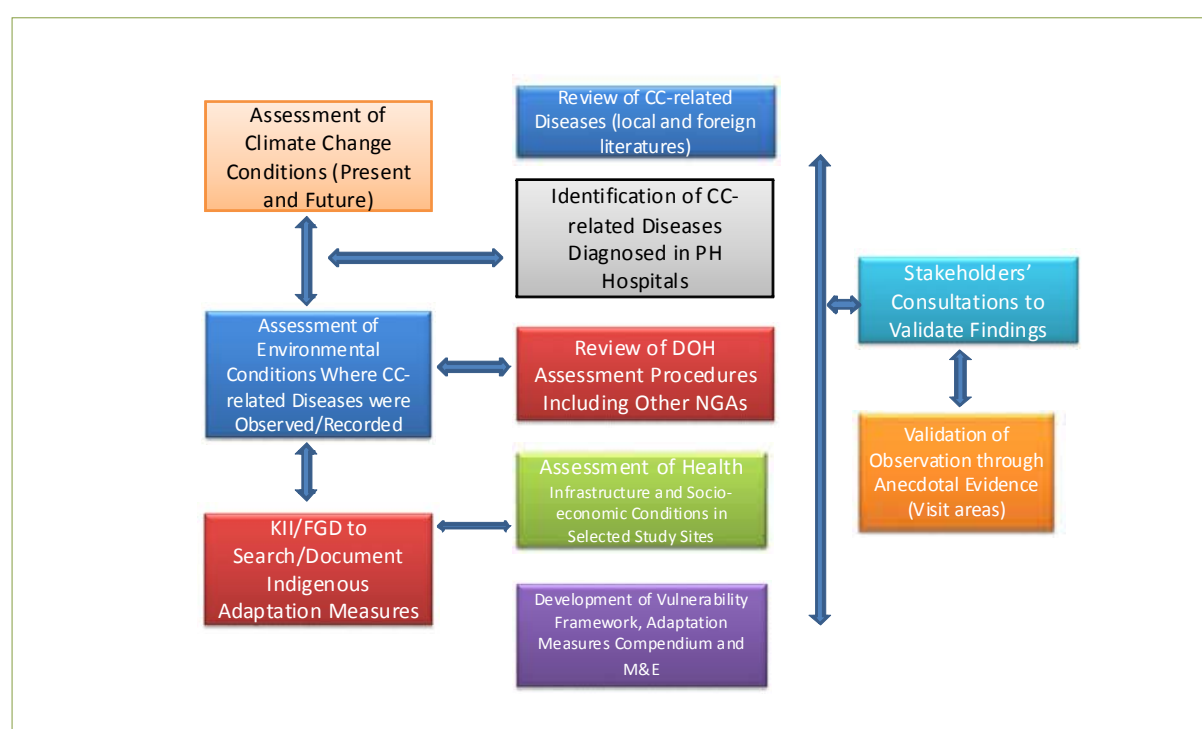 Assessment of
Climate Change
Conditions (Present
and Future)
Assessment of
Environmental
Conditions Where CC-
related Diseases were
Observed/Recorded
KII/FGD to
Search/Document
Indigenous
Adaptation Measures
Review of CC-related
Diseases (local and foreign
literatures)
Identification of CC-
related Diseases
Diagnosed in PH
Hospitals
Review of DOH
Assessment Procedures
Including Other NGAs
Assessment of Health
Infrastructure and Socio-
economic Conditions in
Selected Study Sites
Development of Vulnerability
Framework, Adaptation
Measures Compendium and
M&E
Stakeholders’
Consultations to
Validate Findings
Validation of
Observation through
Anecdotal Evidence
(Visit areas)